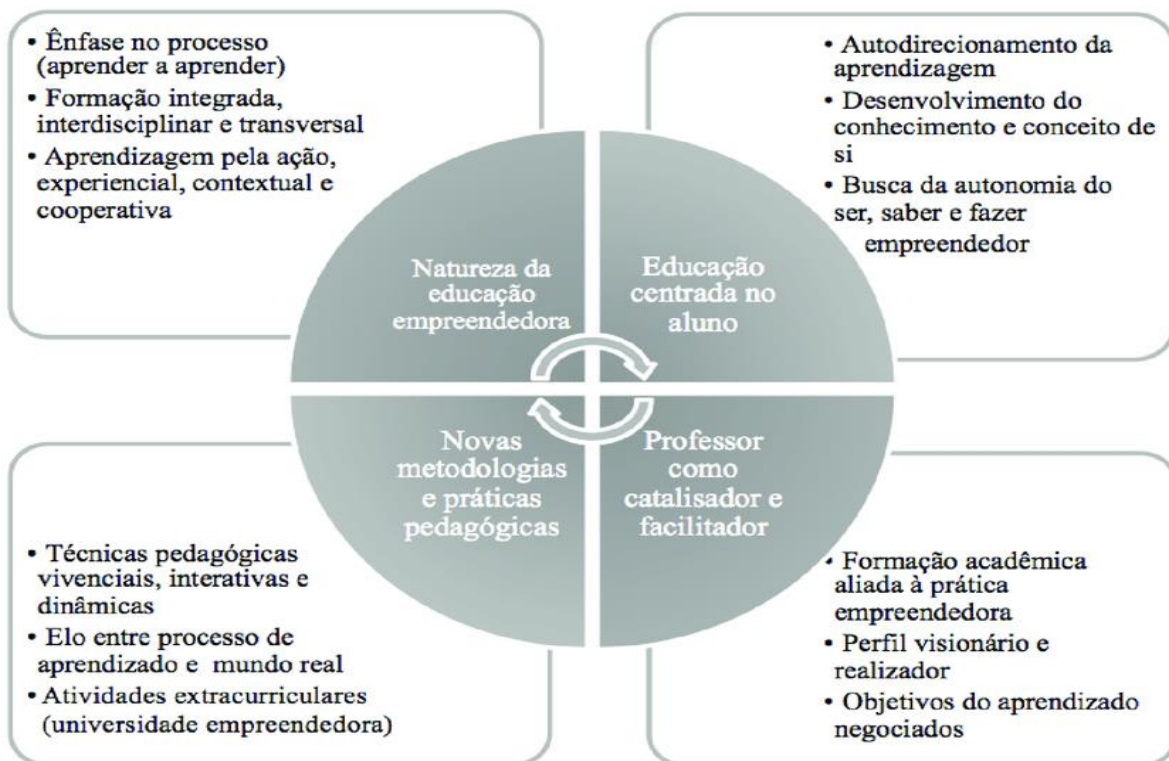 • Ênfase no processo
(aprender a aprender)
• Formação integrada,
interdisciplinar e transversal
• Aprendizagem pela ação,
experiencial, contextual e
cooperativa
• Autodirecionamento da
aprendizagem
• Desenvolvimento do
conhecimento e conceito de
si
• Busca da autonomia do
ser, saber e fazer
empreendedor
Natureza da
educação
empreendedora
Educação
centrada no
aluno
Novas
metodologias
e práticas
pedagógicas
Professor
como
catalisador e
facilitador
• Técnicas pedagógicas
vivenciais, interativas e
dinâmicas
• Elo entre processo de
aprendizado e mundo real
• Atividades extracurriculares
(universidade empreendedora)
• Formação acadêmica
aliada à prática
empreendedora
• Perfil visionário e
realizador
• Objetivos do aprendizado
negociados